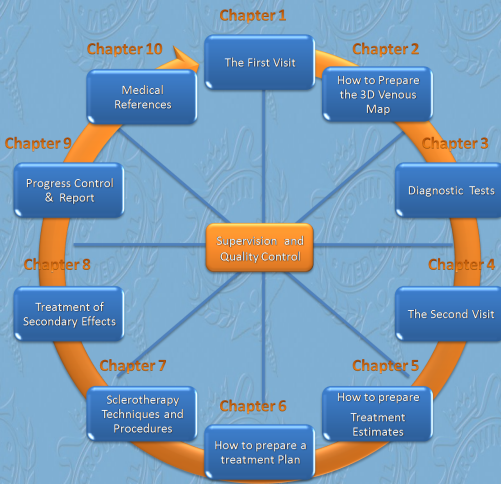 Chapter 1
The First Visit
Chapter 2
How to Prepare
the 3D Venous
Map
Chapter 3
Diagnostic Tests
Chapter 4
The Second Visit
Chapter 5
How to prepare
Treatment
Estimates
Chapter 6
How to prepare a
treatment Plan
Chapter 7
Sclerotherapy
Techniques and
Procedures
Chapter 8
Treatment of
Secondary Effects
Chapter 9
Progress Control
& Report
Chapter 10
Medical
References
Supervision and
Quality Control